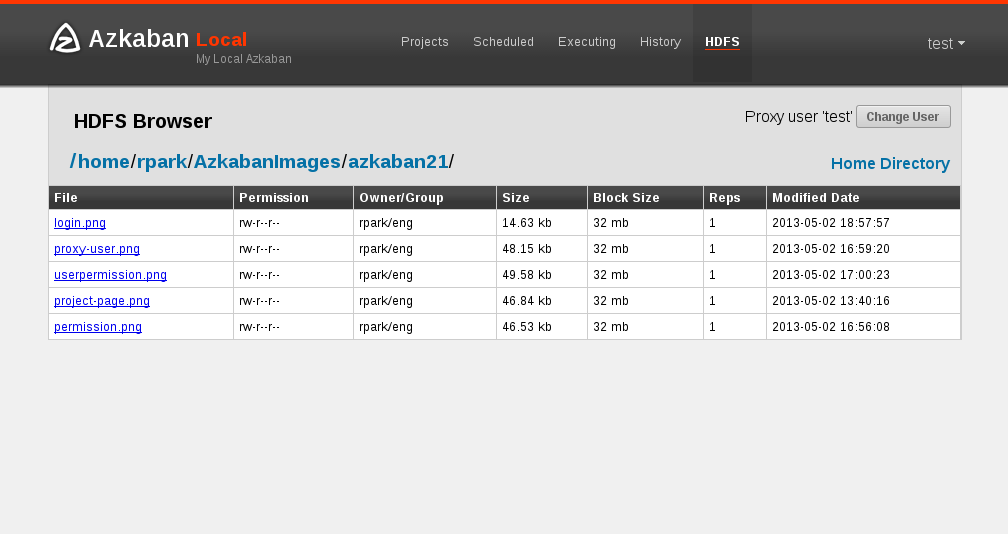 Azkaban Local
My Local Azkaban
Projects Scheduled Executing History HDFS test
HDFS Browser
Proxy user 'test' Change User
/home/rpark/AzkabanImages/azkaban21/
Home Directory
File Permission Owner/Group Size Block Size Reps Modified Date
login.png rw-r--r-- rpark/eng 14.63 kb 32 mb 1 2013-05-02 18:57:57
proxy-user.png rw-r--r-- rpark/eng 48.15 kb 32 mb 1 2013-05-02 16:59:20
userpermission.png rw-r--r-- rpark/eng 49.58 kb 32 mb 1 2013-05-02 17:00:23
project-page.png rw-r--r-- rpark/eng 46.84 kb 32 mb 1 2013-05-02 13:40:16
permission.png rw-r--r-- rpark/eng 46.53 kb 32 mb 1 2013-05-02 16:56:08